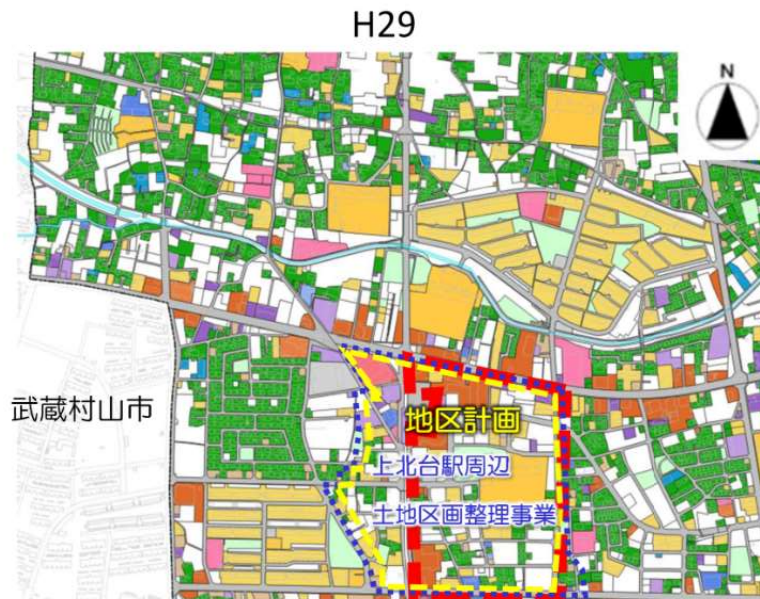 H29
N
武蔵村山市
地区計画
上北台駅周辺
土地区画整理事業